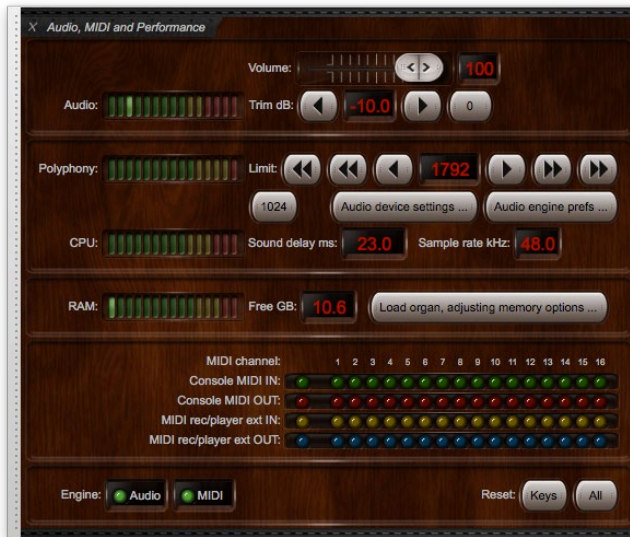 X Audio, MIDI and Performance
Volume: 100
Audio: Trim dB: -10.0 0
Polyphony: Limit: 1792
1024 Audio device settings ... Audio engine prefs ...
CPU: Sound delay ms: 23.0 Sample rate kHz: 48.0
RAM: Free GB: 10.6 Load organ, adjusting memory options ...
MIDI channel: 1 2 3 4 5 6 7 8 9 10 11 12 13 14 15 16
Console MIDI IN:
Console MIDI OUT:
MIDI rec/player ext IN:
MIDI rec/player ext OUT:
Engine: Audio MIDI Reset: Keys All